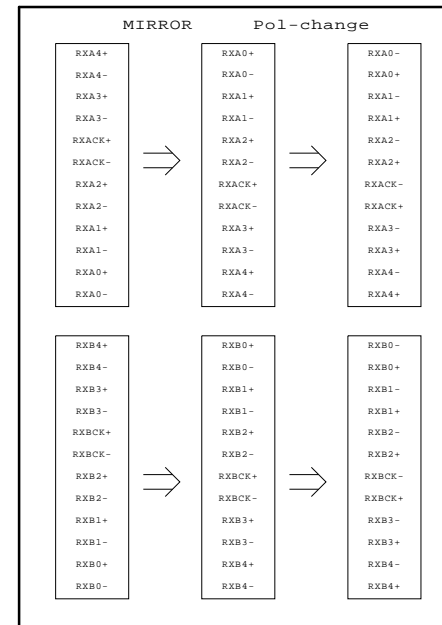 MIRROR Pol-change
RXA4+ RXA0+ RXA0-
RXA4- RXA0- RXA0+
RXA3+ RXA1+ RXA1-
RXA3- RXA1- RXA1+
RXACK+ RXA2+ RXA2-
RXACK- RXA2- RXA2+
RXA2+ RXACK+ RXACK-
RXA2- RXACK- RXACK+
RXA1+ RXA3+ RXA3-
RXA1- RXA3- RXA3+
RXA0+ RXA4+ RXA4-
RXA0- RXA4- RXA4+
RXB4+ RXB0+ RXB0-
RXB4- RXB0- RXB0+
RXB3+ RXB1+ RXB1-
RXB3- RXB1- RXB1+
RXBCK+ RXB2+ RXB2-
RXBCK- RXB2- RXB2+
RXB2+ RXBCK+ RXBCK-
RXB2- RXBCK- RXBCK+
RXB1+ RXB3+ RXB3-
RXB1- RXB3- RXB3+
RXB0+ RXB4+ RXB4-
RXB0- RXB4- RXB4+